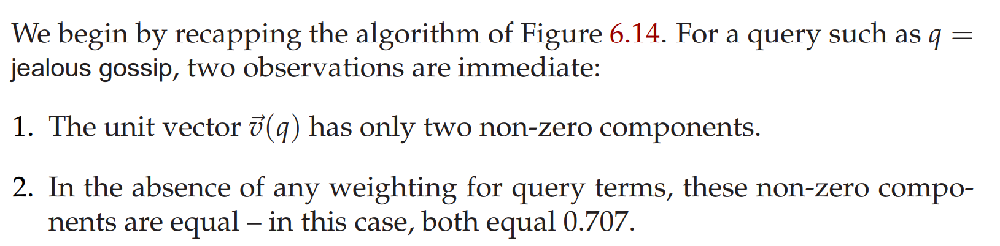 We begin by recapping the algorithm of Figure 6.14. For a query such as q =
jealous gossip, two observations are immediate:
1. The unit vector v⃗(q) has only two non-zero components.
2. In the absence of any weighting for query terms, these non-zero compo-
nents are equal – in this case, both equal 0.707.